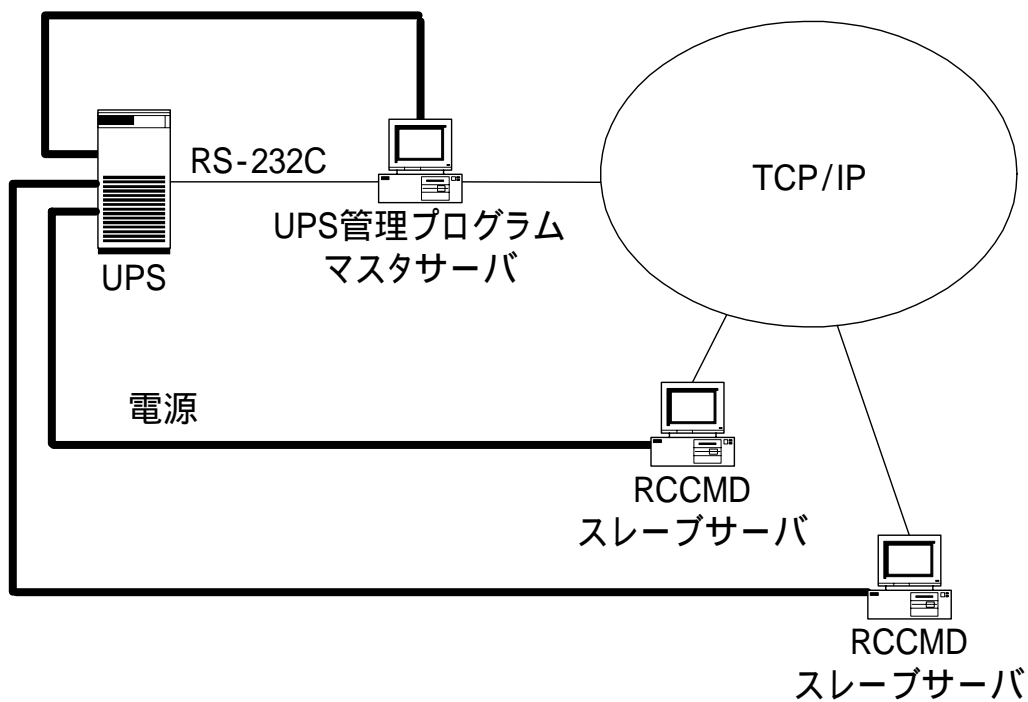 RS-232C
TCP/IP
UPS管理プログラム
マスタサーバ
UPS
電源
RCCMD
スレーブサーバ
RCCMD
スレーブサーバ